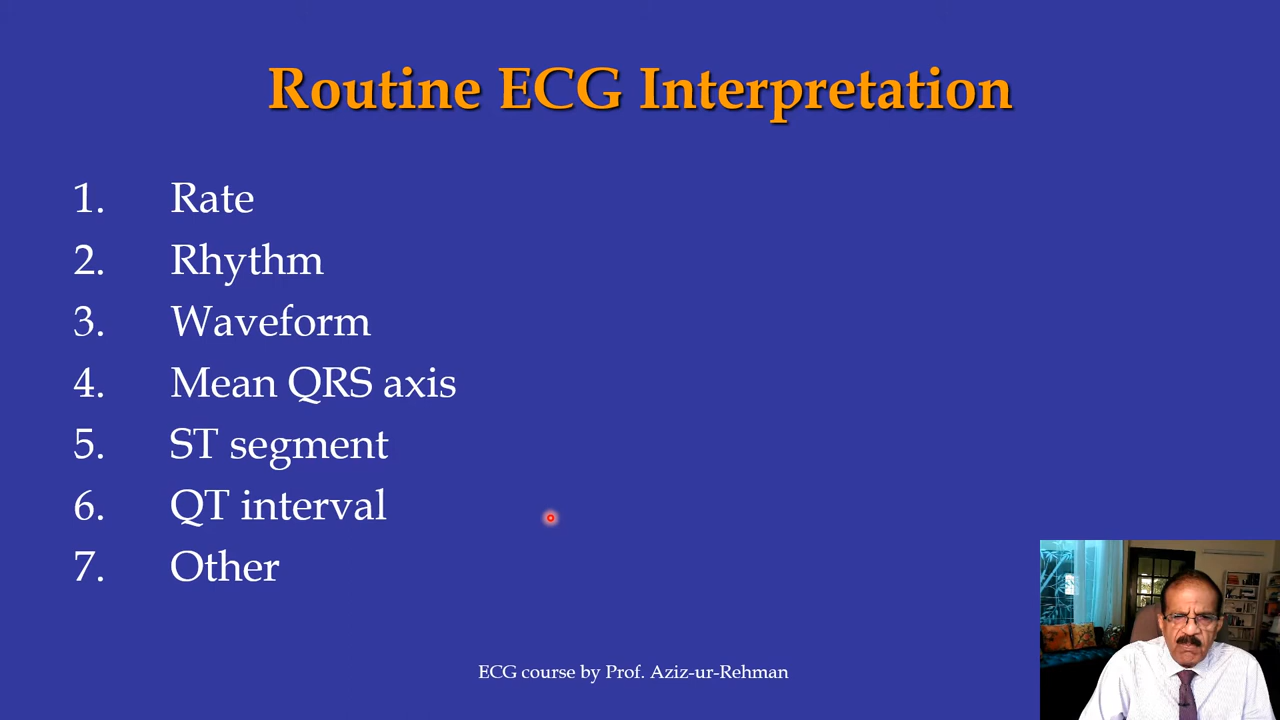 Routine ECG Interpretation
1. Rate
2. Rhythm
3. Waveform
4. Mean QRS axis
5. ST segment
6. QT interval
7. Other
ECG course by Prof. Aziz-ur-Rehman